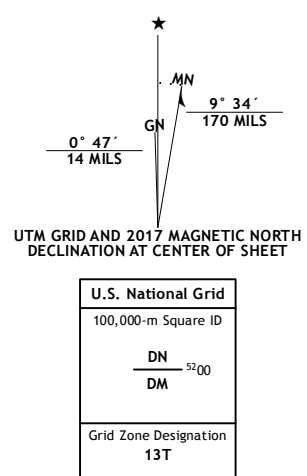 ★
MN
GN
9° 34´
170 MILS
0° 47´
14 MILS
UTM GRID AND 2017 MAGNETIC NORTH
DECLINATION AT CENTER OF SHEET
U.S. National Grid
100,000-m Square ID
DN
5200
DM
Grid Zone Designation
13T